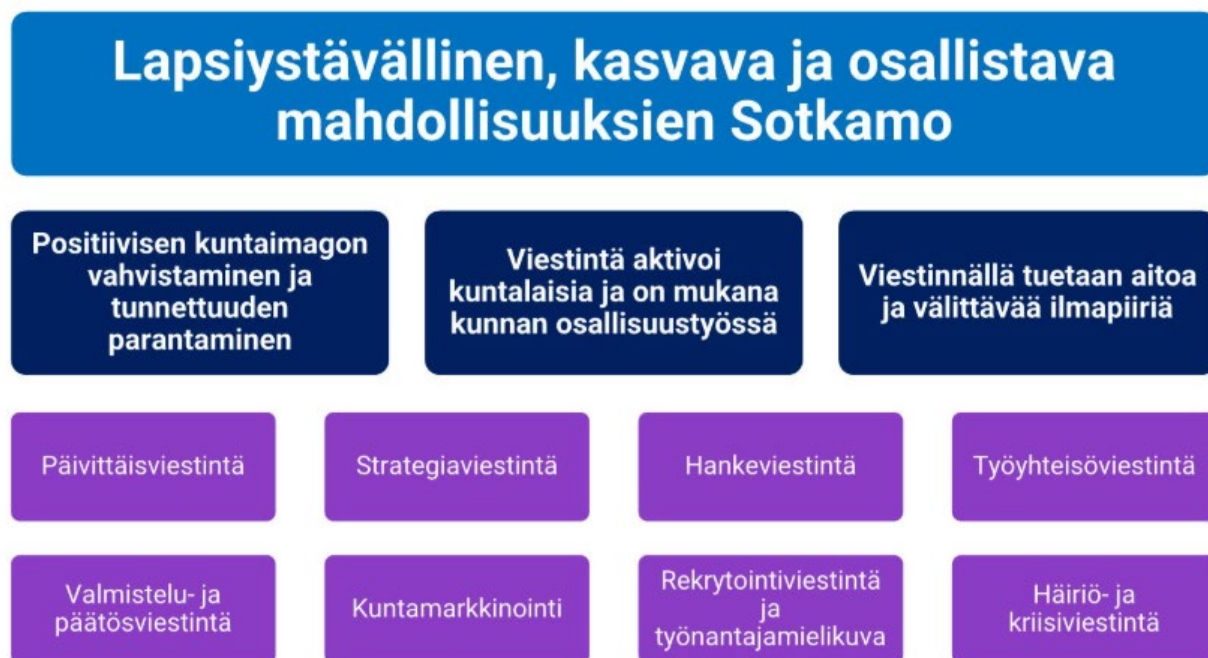 Lapsiystävällinen, kasvava ja osallistava
mahdollisuuksien Sotkamo
Positiivisen kuntaimagon
vahvistaminen ja
tunnettuuden
parantaminen
Viestintä aktivoi
kuntalaisia ja on mukana
kunnan osallisuustyössä
Viestinnällä tuetaan aitoa
ja välittävää ilmapiiriä
Päivittäisviestintä
Strategiaviestintä
Hankeviestintä
Työyhteisöviestintä
Valmistelu- ja
päätösviestintä
Kuntamarkkinointi
Rekrytointiviestintä
ja
työnantajamielikuva
Häiriö- ja
kriisiviestintä